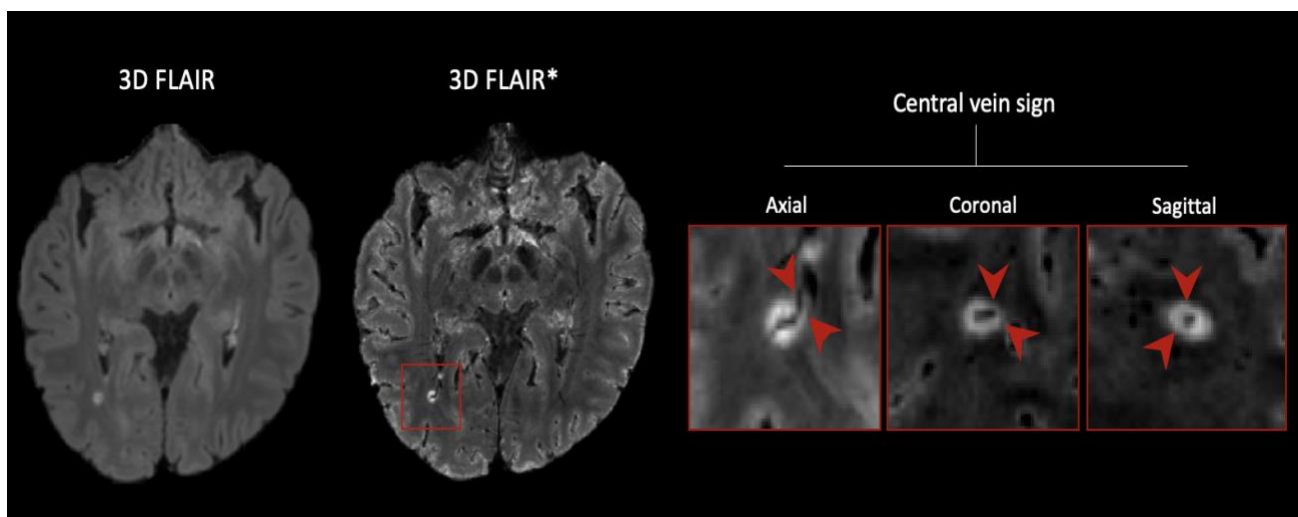 3D FLAIR
3D FLAIR*
Central vein sign
Axial
Coronal
Sagittal